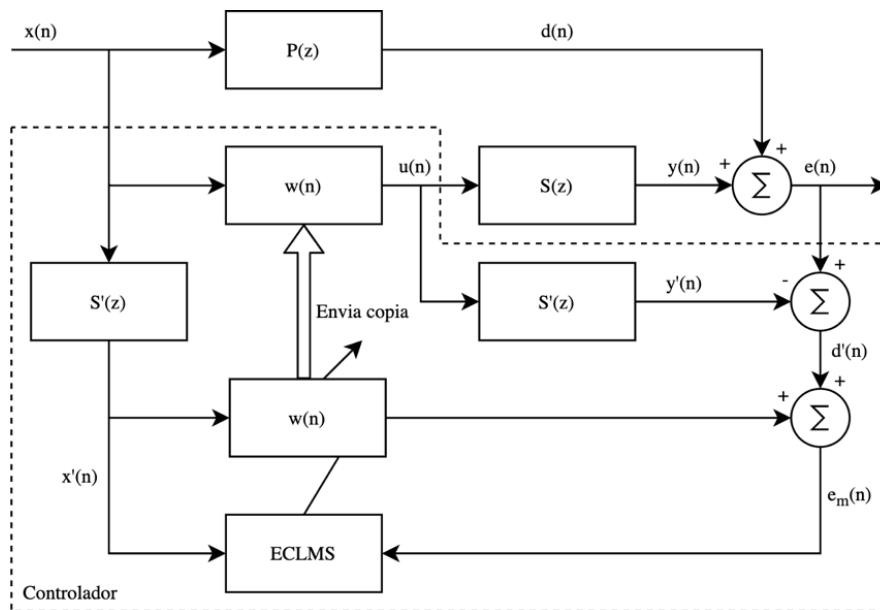 x(n)
P(z)
d(n)
+
w(n)
u(n)
S(z)
y(n)
+
Σ
e(n)
S'(z)
Envia copia
S'(z)
y'(n)
-
+
Σ
d'(n)
w(n)
+
+
Σ
x'(n)
ECLMS
e_m(n)
Controlador